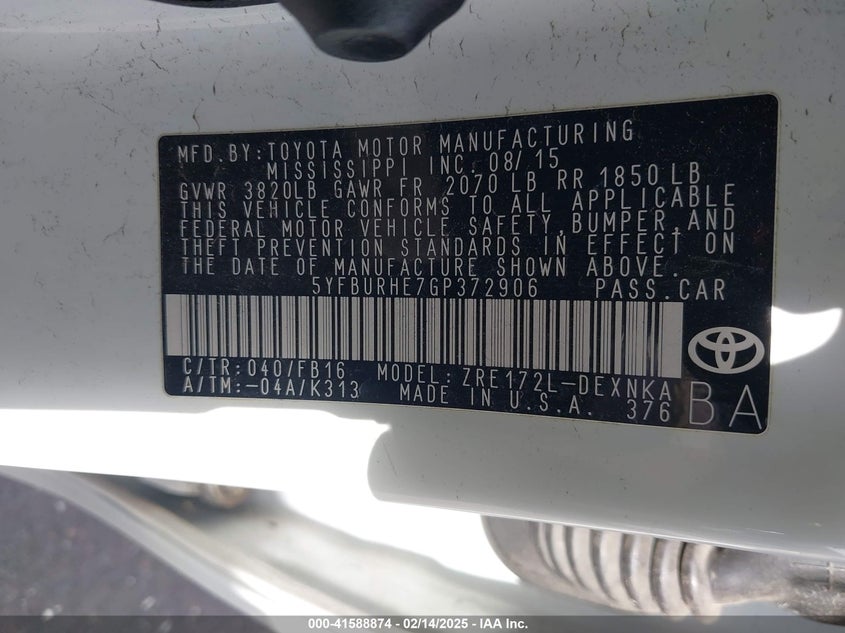 MFD.BY:TOYOTA MOTOR MANUFACTURING
MISSISSIPPI INC. 08/15
GVWR 3820LB GAWR FR 2070 LB RR 1850 LB
THIS VEHICLE CONFORMS TO ALL APPLICABLE
FEDERAL MOTOR VEHICLE SAFETY,BUMPER,AND
THEFT PREVENTION STANDARDS IN EFFECT ON
THE DATE OF MANUFACTURE SHOWN ABOVE.
5YFBURHE7GP372906 PASS.CAR
C/TR: 040/FB16 MODEL: ZRE172L-DEXNKA
A/TM:-04A/K313 MADE IN U.S.A. 376
BA
000-41588874 / 02/14/2025 - IAA Inc.